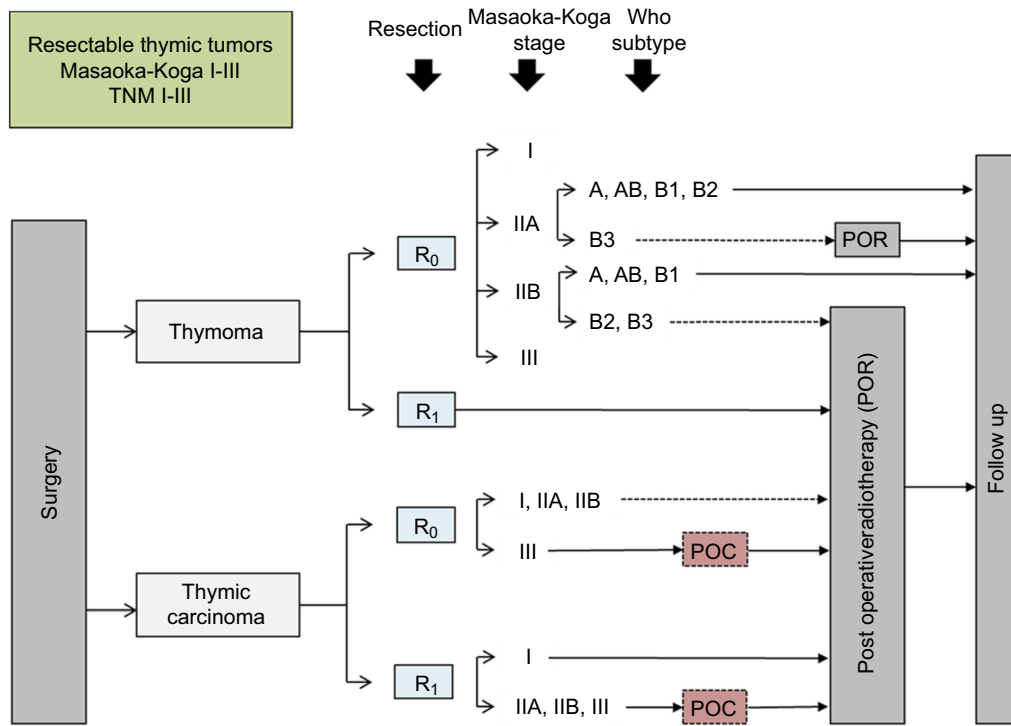 Resectable thymic tumors
Masaoka-Koga I-III
TNM I-III
Resection
Masaoka-Koga
stage
Who
subtype
Surgery
Thymoma
R0
I
IIA
A, AB, B1, B2
B3
POR
IIB
A, AB, B1
B2, B3
III
R1
Thymic
carcinoma
R0
I, IIA, IIB
III
POC
R1
I
IIA, IIB, III
POC
Post operativeradiotherapy (POR)
Follow up